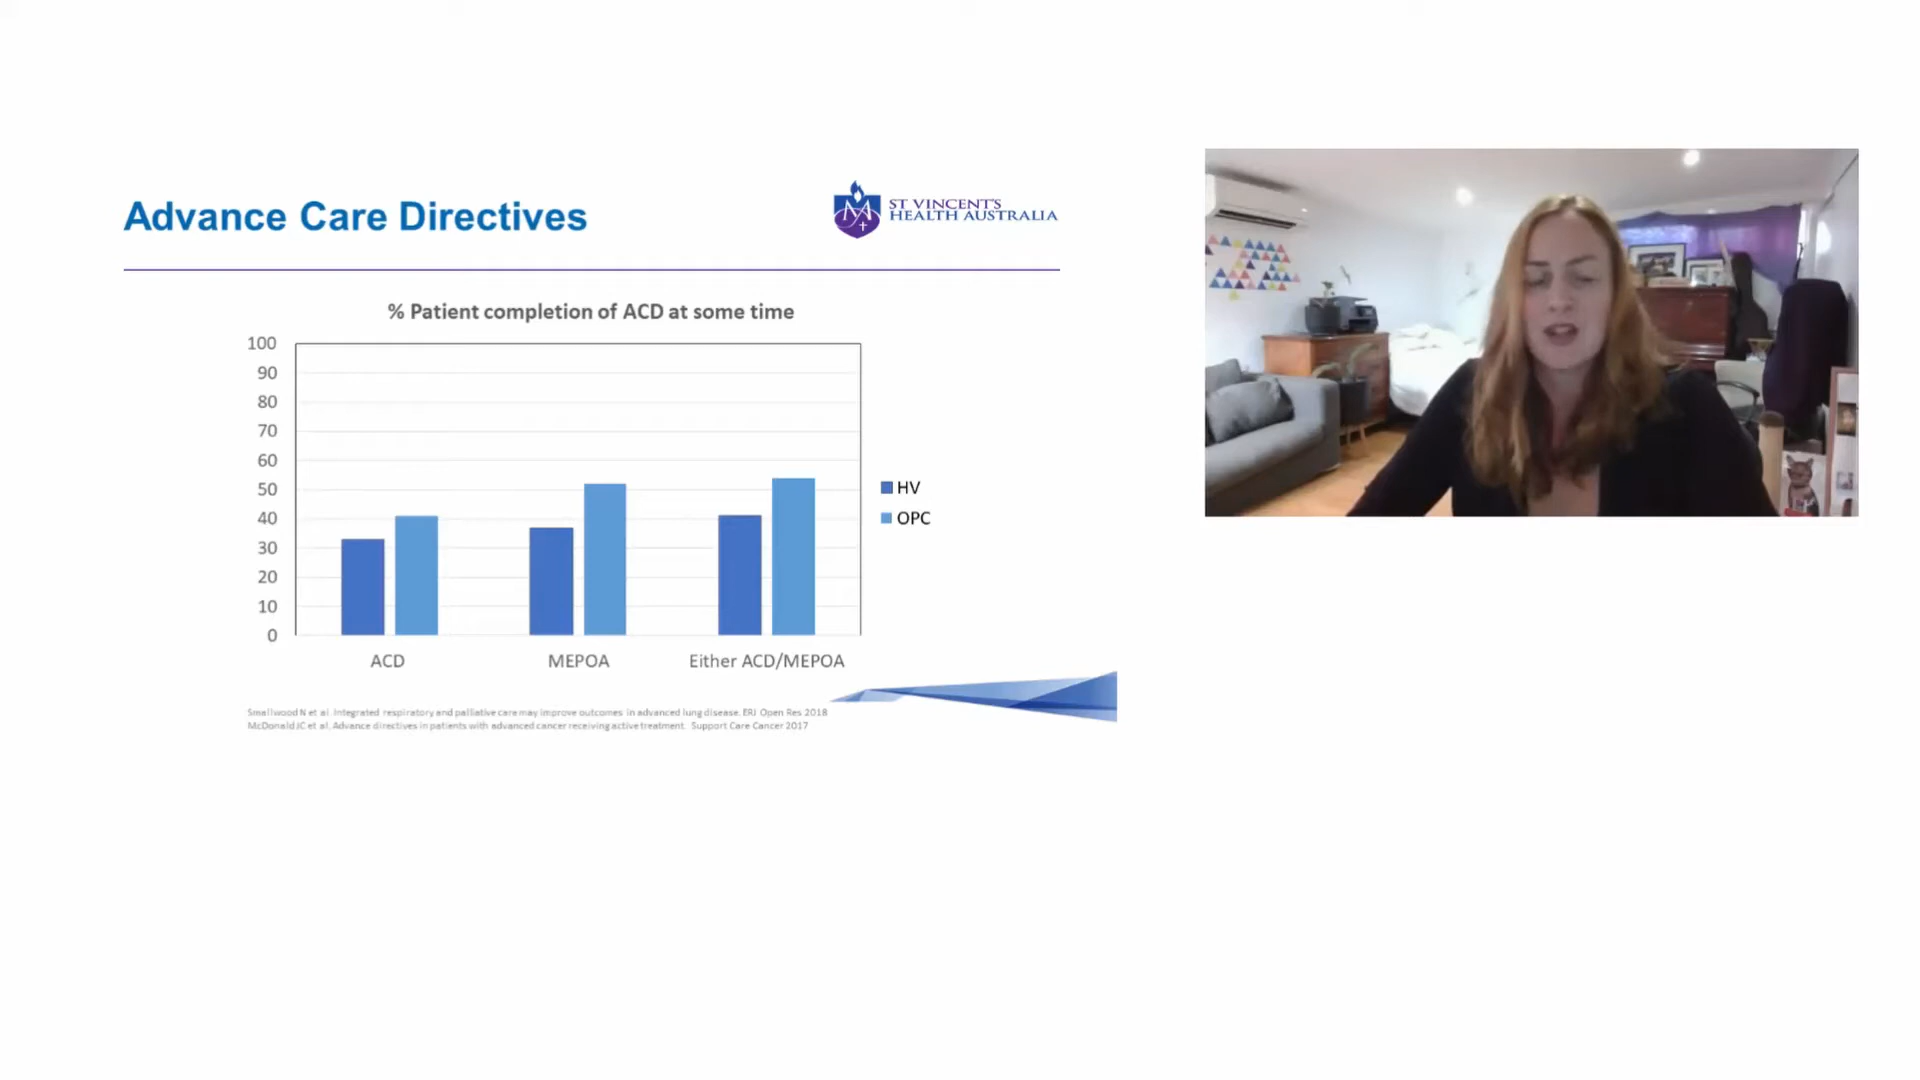 Advance Care Directives
ST VINCENT'S
HEALTH AUSTRALIA
% Patient completion of ACD at some time
100
90
80
70
60
50
40
30
20
10
0
HV
OPC
ACD
MEPOA
Either ACD/MEPOA
Smallwood N et al. Integrated respiratory and palliative care may improve outcomes in advanced lung disease. ERJ Open Res 2018
McDonald JC et al. Advance directives in patients with advanced cancer receiving active treatment. Support Care Cancer 2017